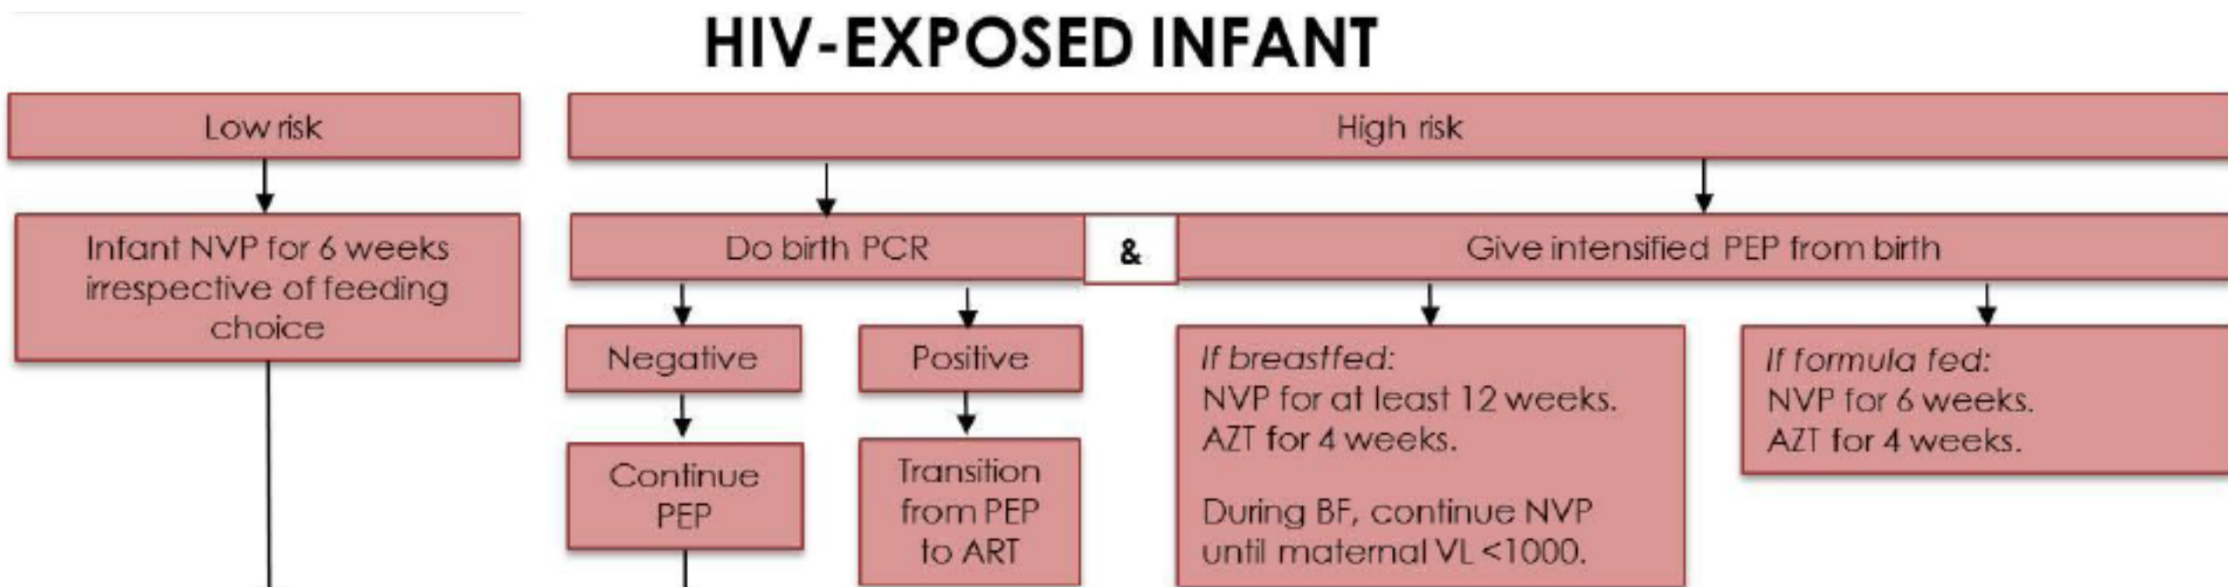 HIV-EXPOSED INFANT
Low risk
High risk
Infant NVP for 6 weeks
irrespective of feeding
choice
Do birth PCR
&
Give intensified PEP from birth
Negative
Positive
If breastfed:
NVP for at least 12 weeks.
AZT for 4 weeks.
During BF, continue NVP
until maternal VL <1000.
If formula fed:
NVP for 6 weeks.
AZT for 4 weeks.
Continue
PEP
Transition
from PEP
to ART